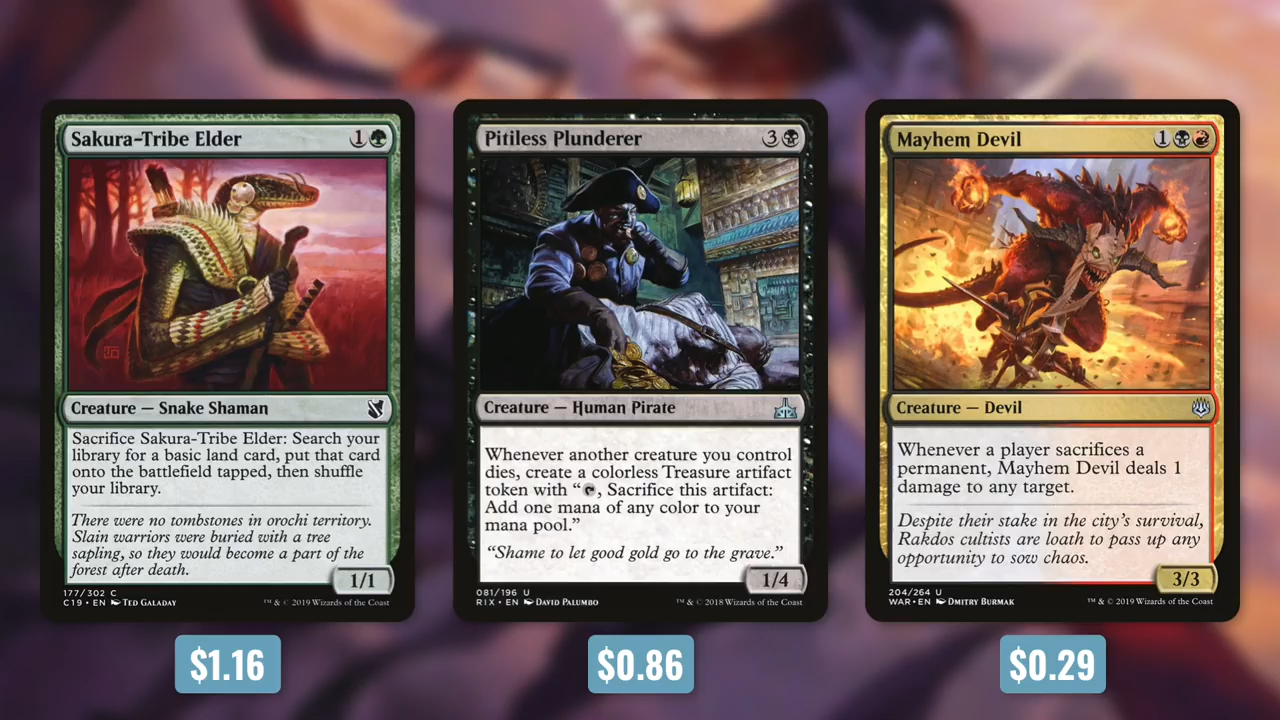 Sakura-Tribe Elder 1
Creature — Snake Shaman
Sacrifice Sakura-Tribe Elder: Search your
library for a basic land card, put that card
onto the battlefield tapped, then shuffle
your library.
There were no tombstones in orochi territory.
Slain warriors were buried with a tree
sapling, so they would become a part of the
forest after death.
1/1
177/302 C
C19 • EN Ted Galaday
™ & © 2019 Wizards of the Coast
$1.16
Pitiless Plunderer 3
Creature — Human Pirate
Whenever another creature you control
dies, create a colorless Treasure artifact
token with “, Sacrifice this artifact:
Add one mana of any color to your
mana pool.”
“Shame to let good gold go to the grave.”
1/4
081/196 U
RIX • EN David Palumbo
™ & © 2018 Wizards of the Coast
$0.86
Mayhem Devil 1
Creature — Devil
Whenever a player sacrifices a
permanent, Mayhem Devil deals 1
damage to any target.
Despite their stake in the city’s survival,
Rakdos cultists are loath to pass up any
opportunity to sow chaos.
3/3
204/264 U
WAR • EN Dmitry Burmak
™ & © 2019 Wizards of the Coast
$0.29